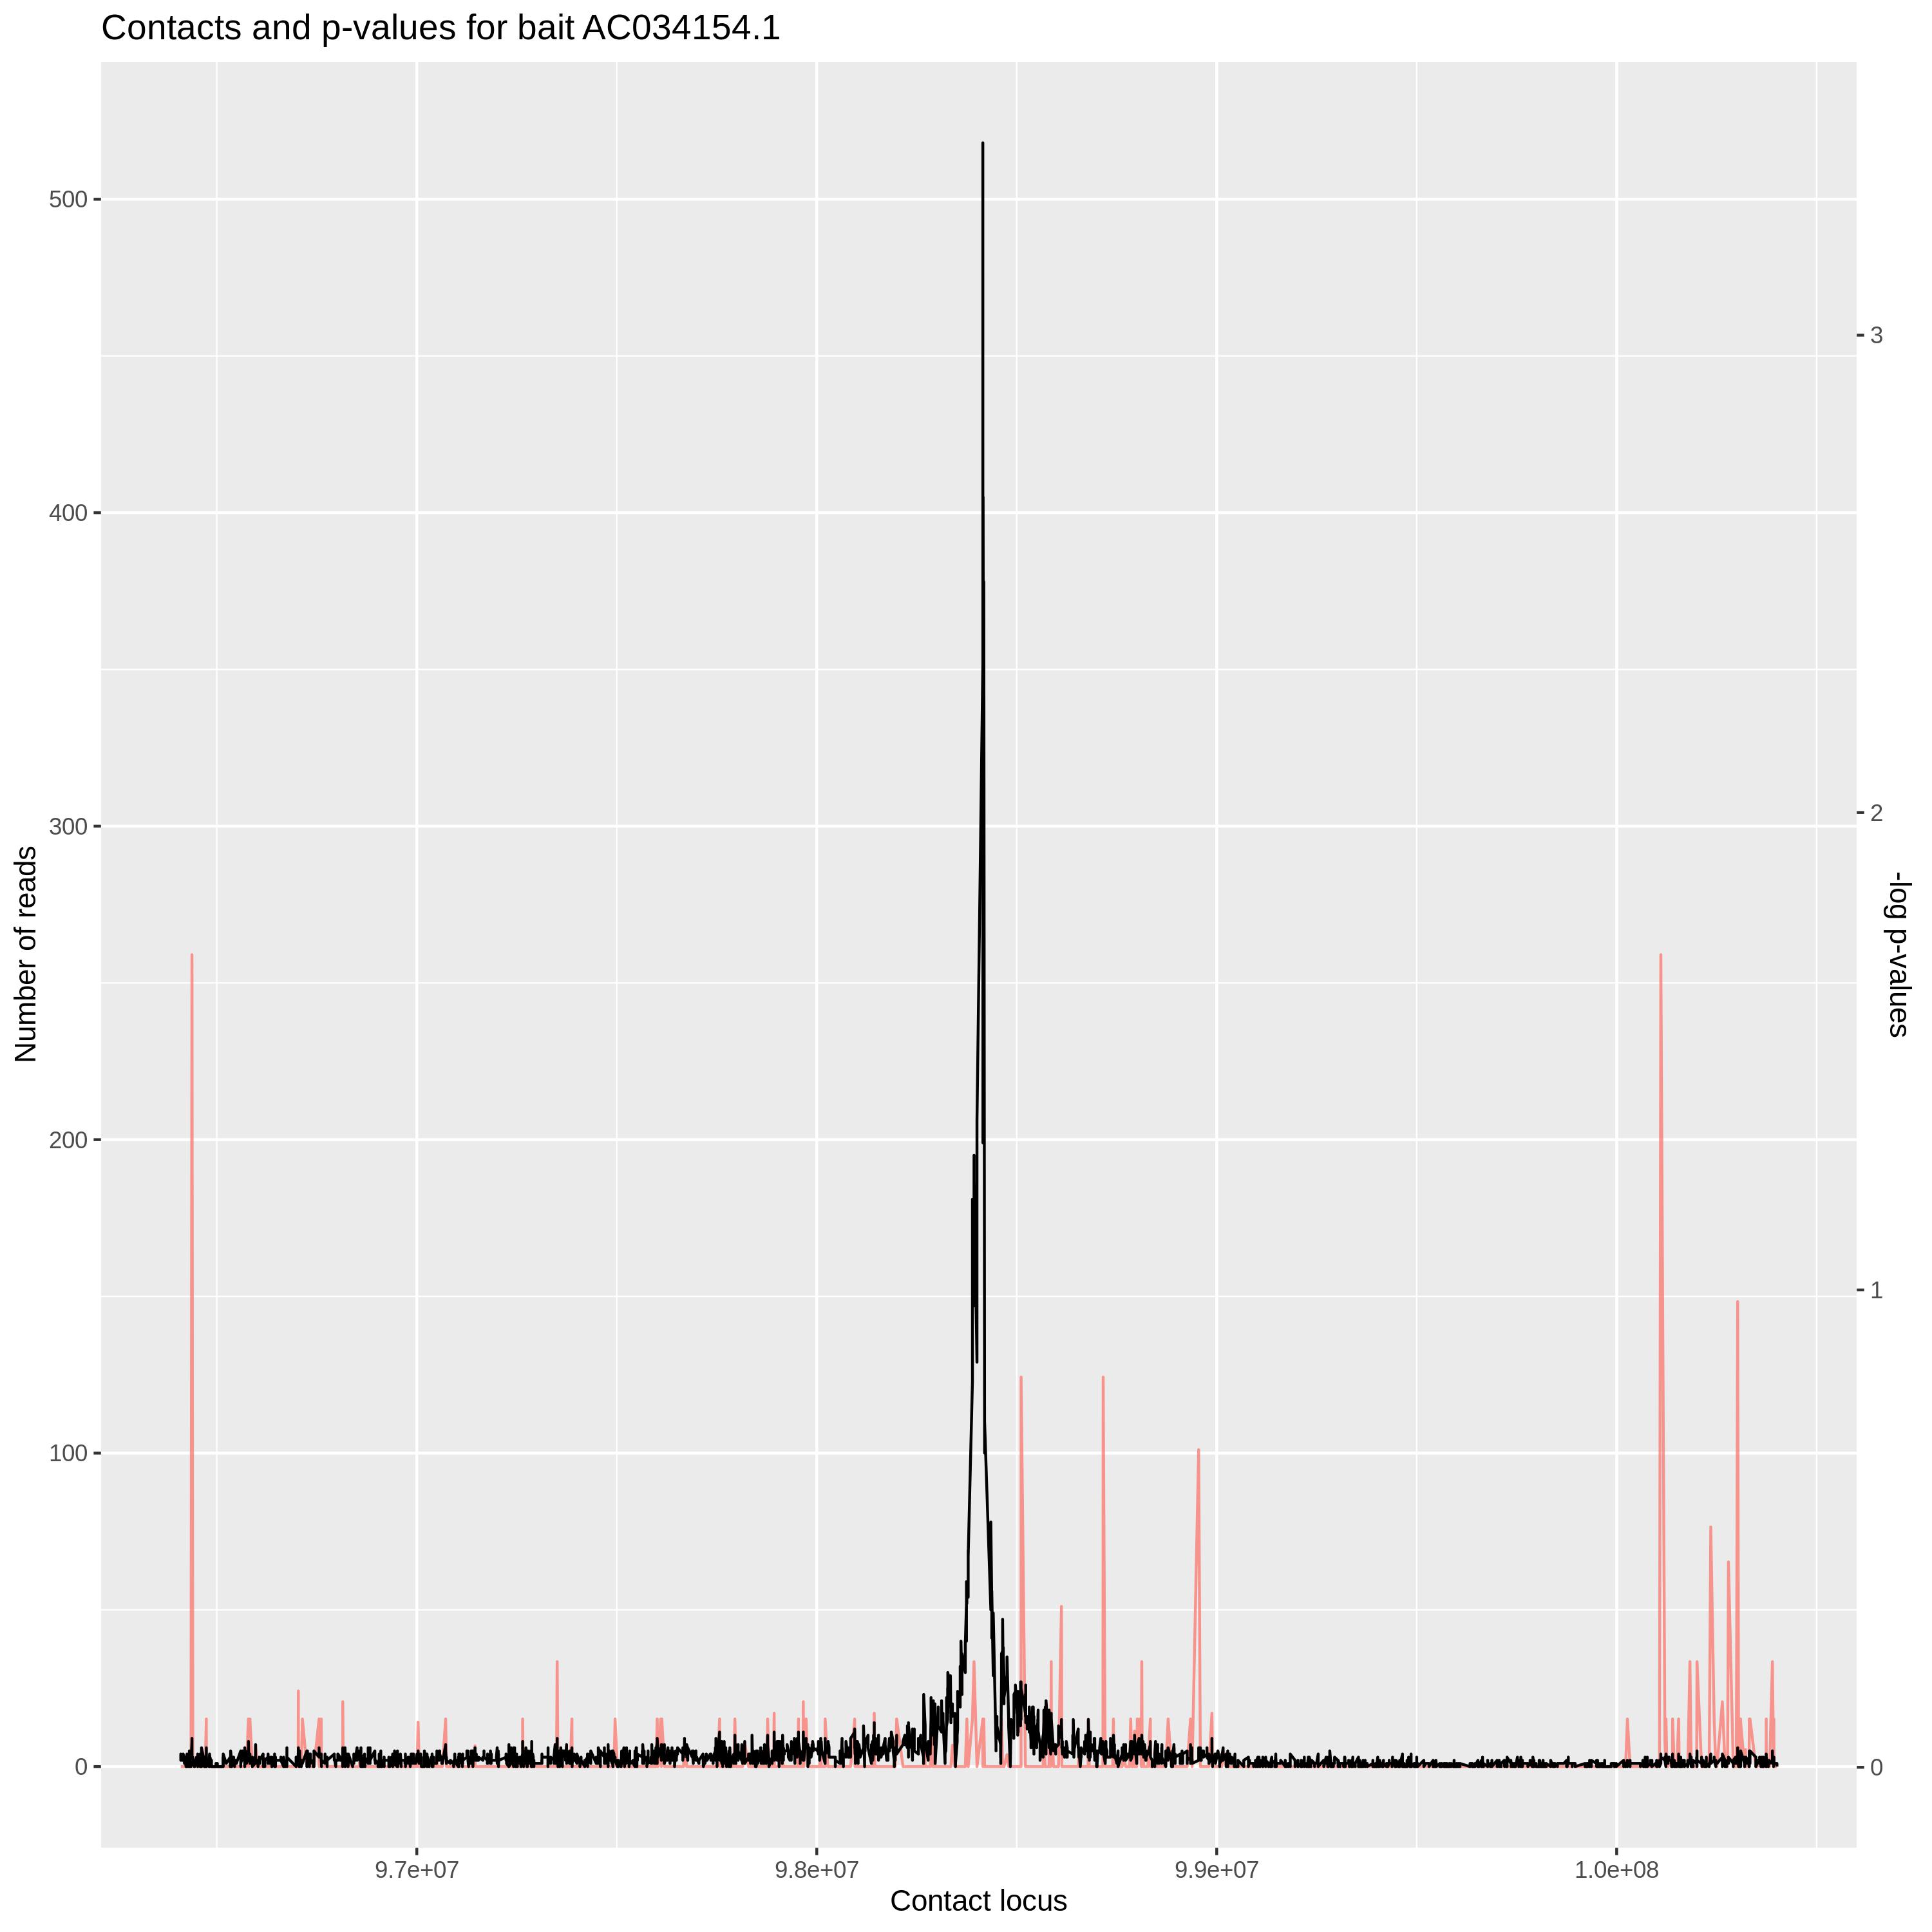 Contacts and p-values for bait AC034154.1
500
400
300
200
100
0
Number of reads
3
2
1
0
-log p-values
9.7e+07
9.8e+07
9.9e+07
1.0e+08
Contact locus